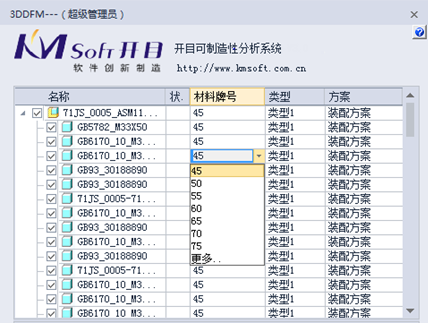 3DDFM---（超级管理员）
KMSoft开目
开目可制造性分析系统
软件创新制造
http://www.kmsoft.com.cn
名称 状. 材料牌号 类型 方案
71JS_0005_ASM11... 45 类型1 装配方案
GB5782_M33X50 45 类型1 装配方案
GB6170_10_M3... 45 类型1 装配方案
GB6170_10_M3... 45 类型1 装配方案
GB93_30188890 45 类型1 装配方案
GB93_30188890 50 类型1 装配方案
71JS_0005-71... 55 类型1 装配方案
GB6170_10_M3... 60 类型1 装配方案
GB93_30188890 65 类型1 装配方案
GB6170_10_M3... 70 类型1 装配方案
GB93_30188890 75 类型1 装配方案
更多..
71JS_0005-71... 45 类型1 装配方案
GB6170_10_M3... 45 类型1 装配方案
GB6170_10_M3... 45 类型1 装配方案
GB6170_10_M3... 45 类型1 装配方案